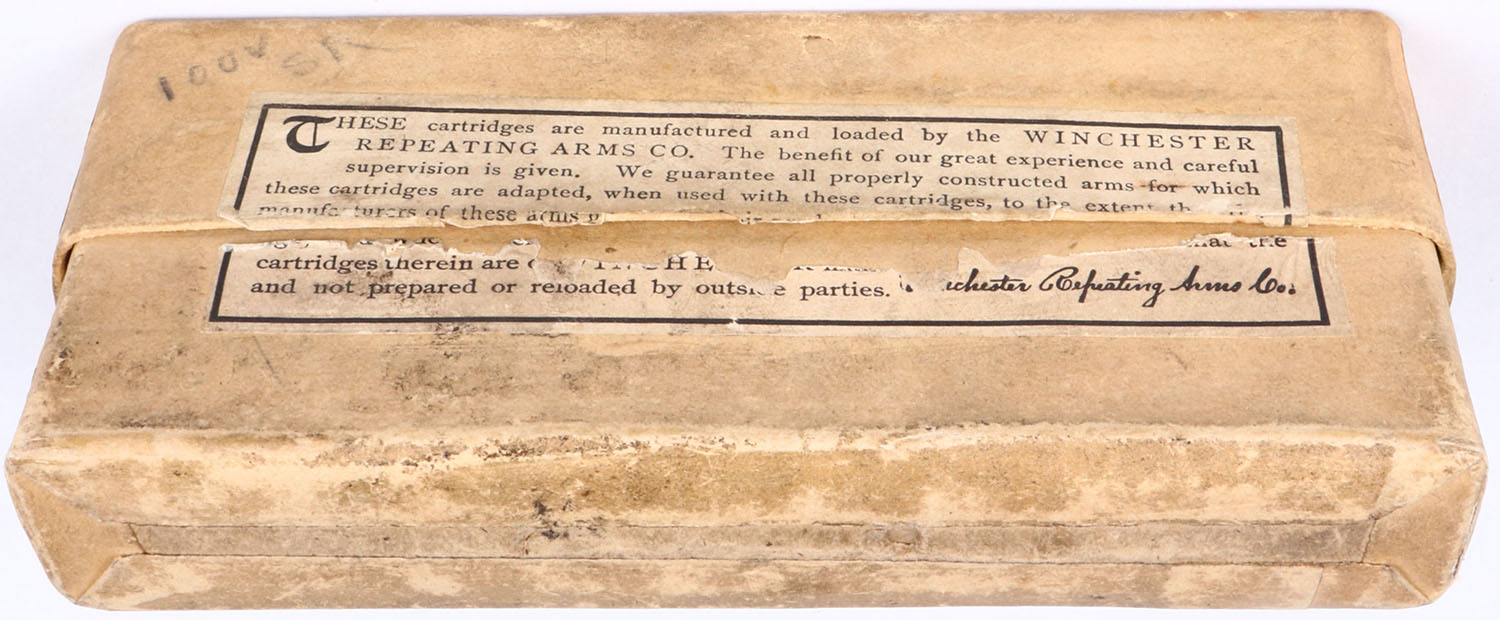 THESE cartridges are manufactured and loaded by the WINCHESTER
REPEATING ARMS CO. The benefit of our great experience and careful
supervision is given. We guarantee all properly constructed arms for which
these cartridges are adapted, when used with these cartridges, to the extent
manufacturers of these arms
the
cartridges therein are
and not prepared or reloaded by outside parties. Repeating Arms Co.